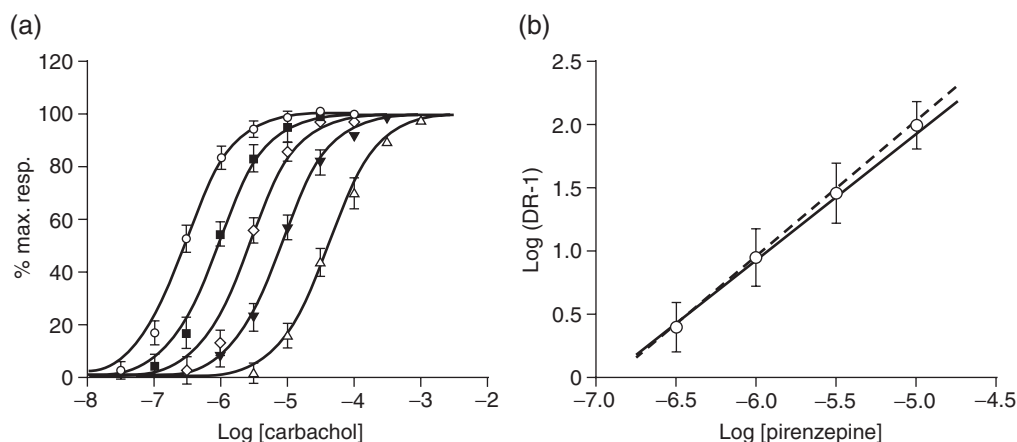 (a)
120
100
80
60
40
20
0
% max. resp.
–8 –7 –6 –5 –4 –3 –2
Log [carbachol]
(b)
2.5
2.0
1.5
1.0
0.5
0
Log (DR-1)
–7.0 –6.5 –6.0 –5.5 –5.0 –4.5
Log [pirenzepine]